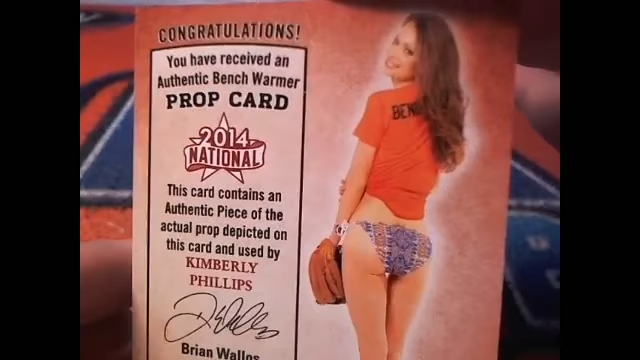 CONGRATULATIONS!
You have received an
Authentic Bench Warmer
PROP CARD
2014
NATIONAL
This card contains an
Authentic Piece of the
actual prop depicted on
this card and used by
KIMBERLY
PHILLIPS
Brian Wallos
BEN